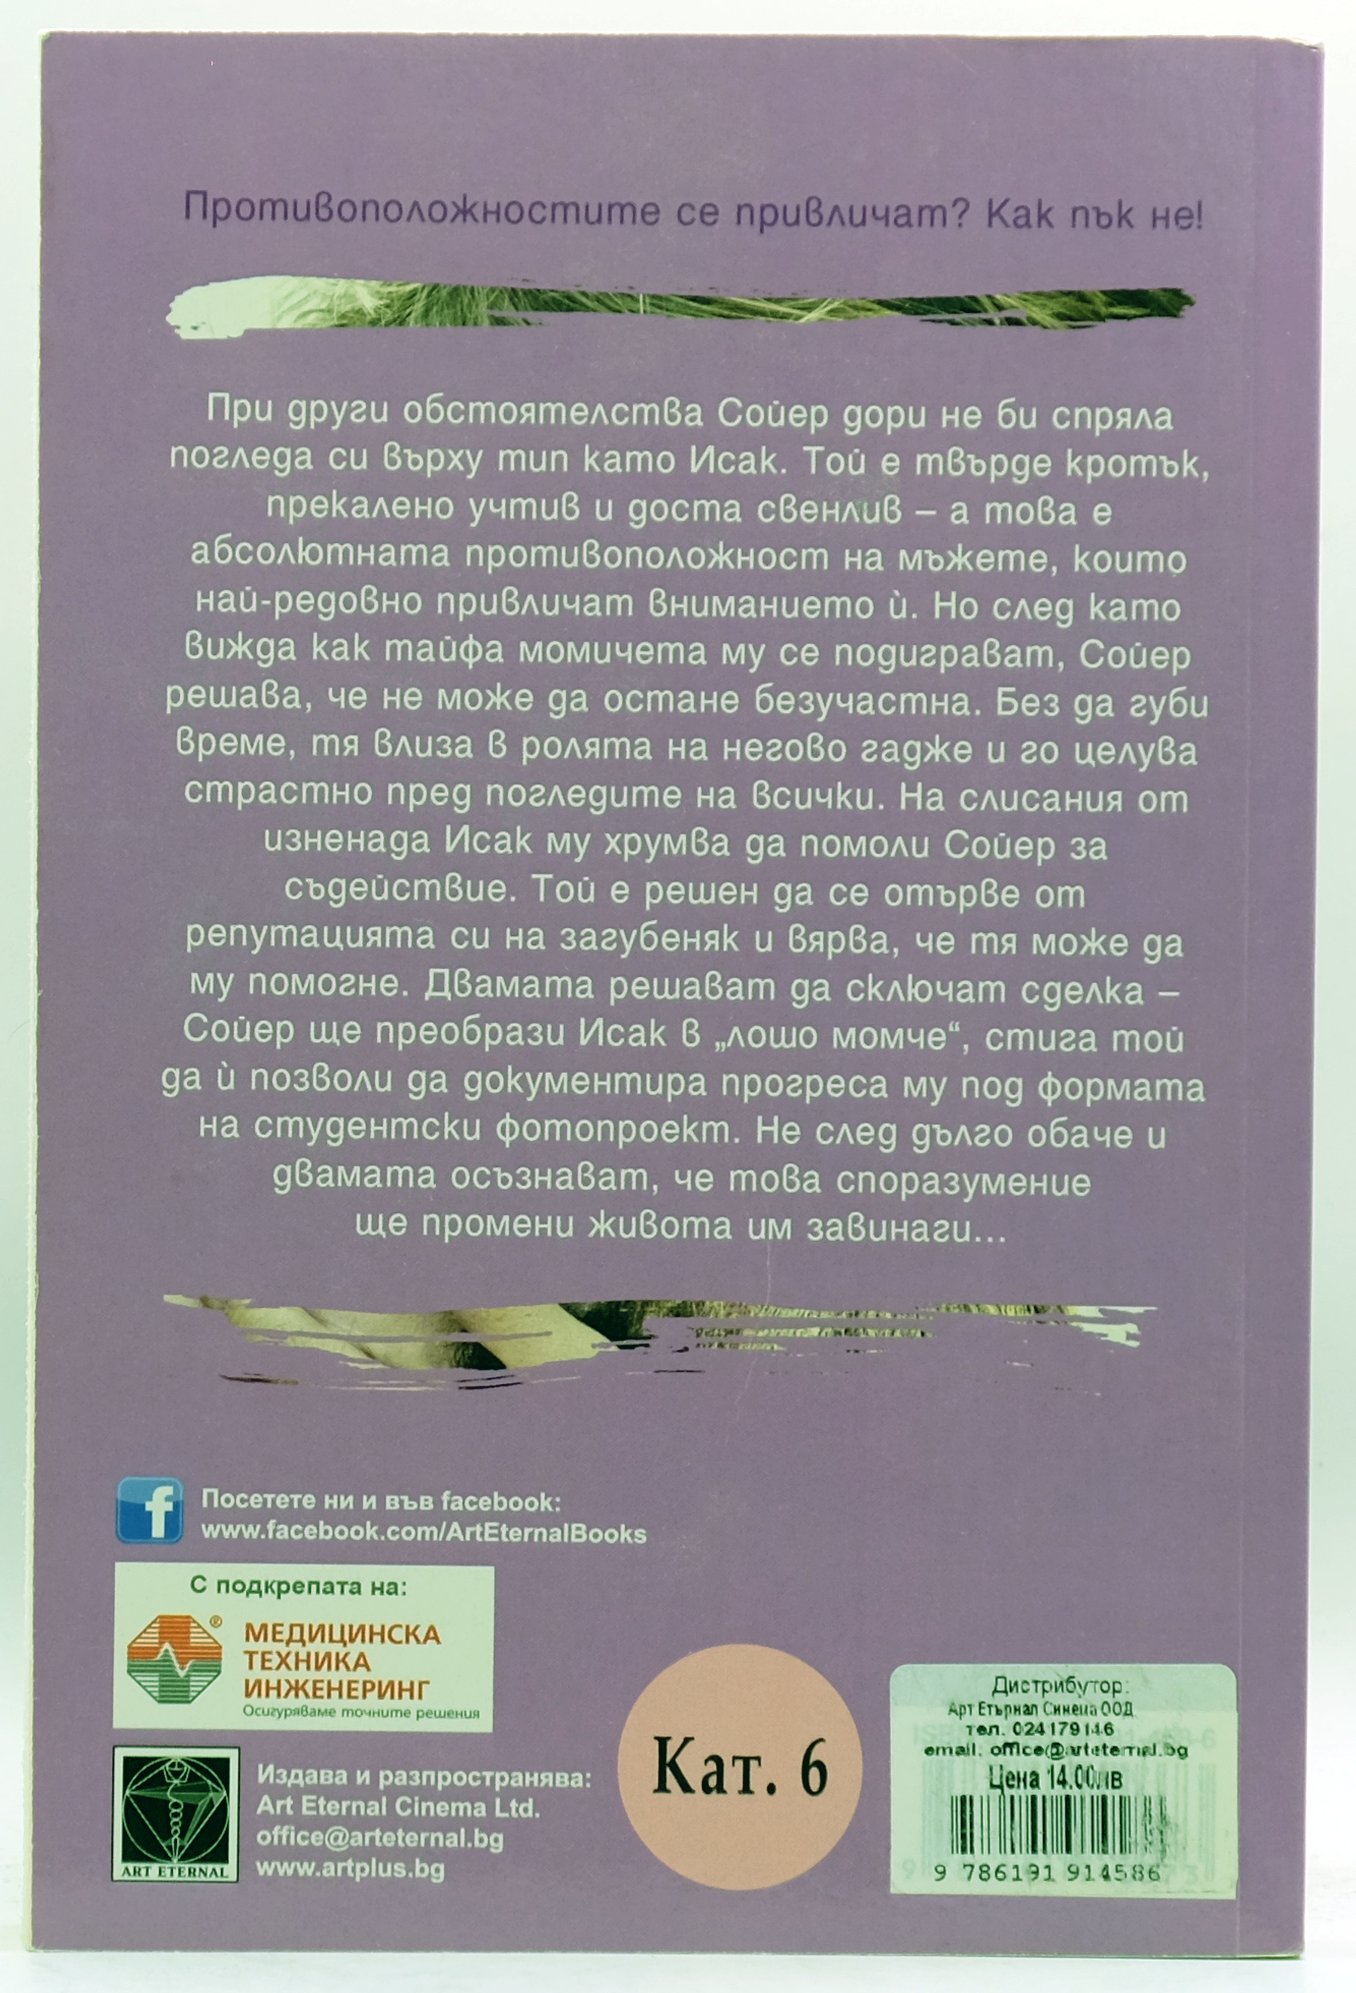 Противоположностите се привличат? Как пък не!
При други обстоятелства Сойер дори не би спряла
погледа си върху тип като Исак. Той е твърде кротък,
прекалено учтив и доста свенлив – а това е
абсолютната противоположност на мъжете, които
най-редовно привличат вниманието ѝ. Но след като
вижда как тайфа момичета му се подиграват, Сойер
решава, че не може да остане безучастна. Без да губи
време, тя влиза в ролята на негово гадже и го целува
страстно пред погледите на всички. На слисания от
изненада Исак му хрумва да помоли Сойер за
съдействие. Той е решен да се отърве от
репутацията си на загубеняк и вярва, че тя може да
му помогне. Двамата решават да сключат сделка –
Сойер ще преобрази Исак в „лошо момче“, стига той
да ѝ позволи да документира прогреса му под формата
на студентски фотопроект. Не след дълго обаче и
двамата осъзнават, че това споразумение
ще промени живота им завинаги...
f Посетете ни и във facebook:
www.facebook.com/ArtEternalBooks
С подкрепата на:
МЕДИЦИНСКА ®
ТЕХНИКА
ИНЖЕНЕРИНГ
Осигуряваме точните решения
ART ETERNAL
Издава и разпространява:
Art Eternal Cinema Ltd.
office@arteternal.bg
www.artplus.bg
Кат. 6
Дистрибутор:
Арт Етърнал Синема ООД
тел. 024179146
email: office@arteternal.bg
Цена 14.00лв
9 786191 914586